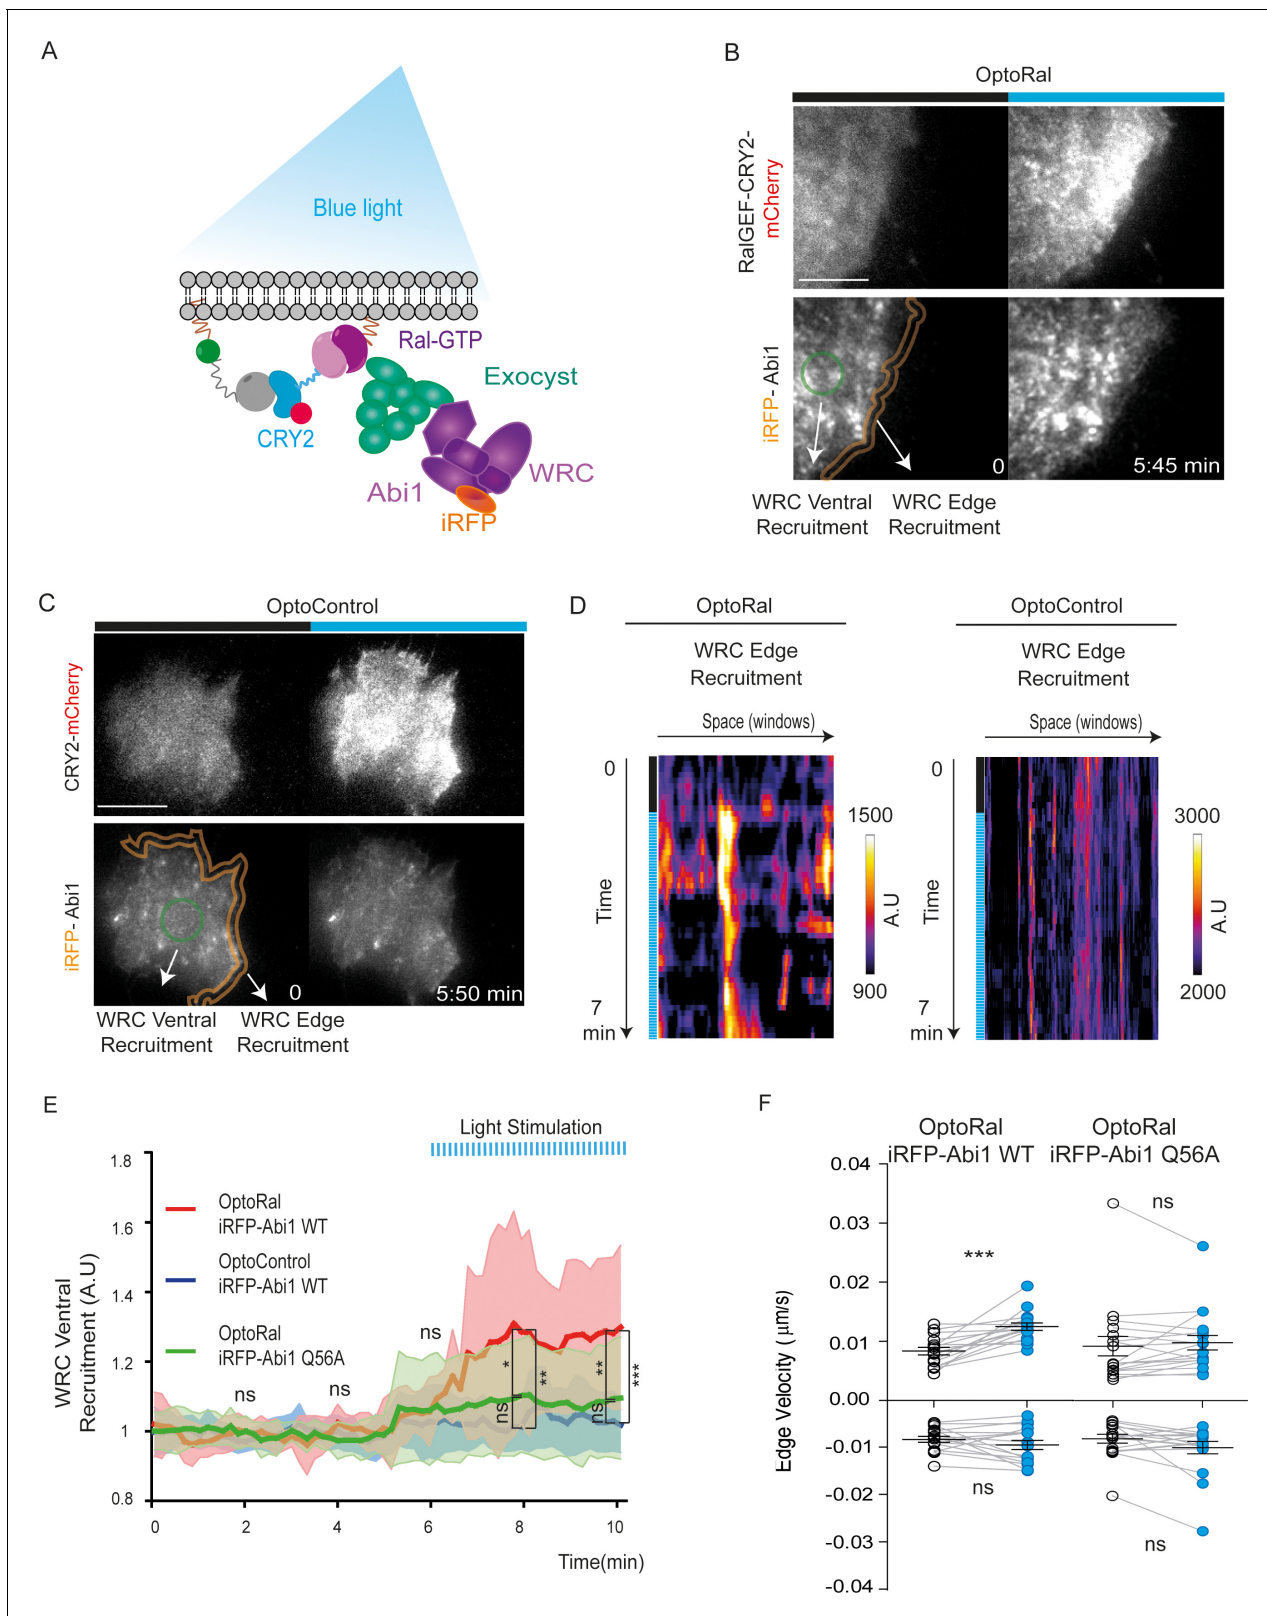 A
Blue light
Ral-GTP
Exocyst
CRY2
WRC
Abi1
iRFP
B
OptoRal
RalGEF-CRY2-
mCherry
iRFP- Abi1
0
5:45 min
WRC Ventral
Recruitment
WRC Edge
Recruitment
C
OptoControl
CRY2-mCherry
iRFP- Abi1
0
5:50 min
WRC Ventral
Recruitment
WRC Edge
Recruitment
D
OptoRal
WRC Edge
Recruitment
Space (windows)
0
Time
7
min
1500
A.U
900
OptoControl
WRC Edge
Recruitment
Space (windows)
0
Time
7
min
3000
A.U
2000
E
Light Stimulation
WRC Ventral
Recruitment (A.U)
1.8
1.6
1.4
1.2
1
0.8
OptoRal
iRFP-Abi1 WT
OptoControl
iRFP-Abi1 WT
OptoRal
iRFP-Abi1 Q56A
ns
ns
ns
*
**
ns
**
***
ns
0
2
4
6
8
10
Time(min)
F
OptoRal
iRFP-Abi1 WT
OptoRal
iRFP-Abi1 Q56A
Edge Velocity (μm/s)
0.04
0.03
0.02
0.01
0.00
-0.01
-0.02
-0.03
-0.04
***
ns
ns
ns